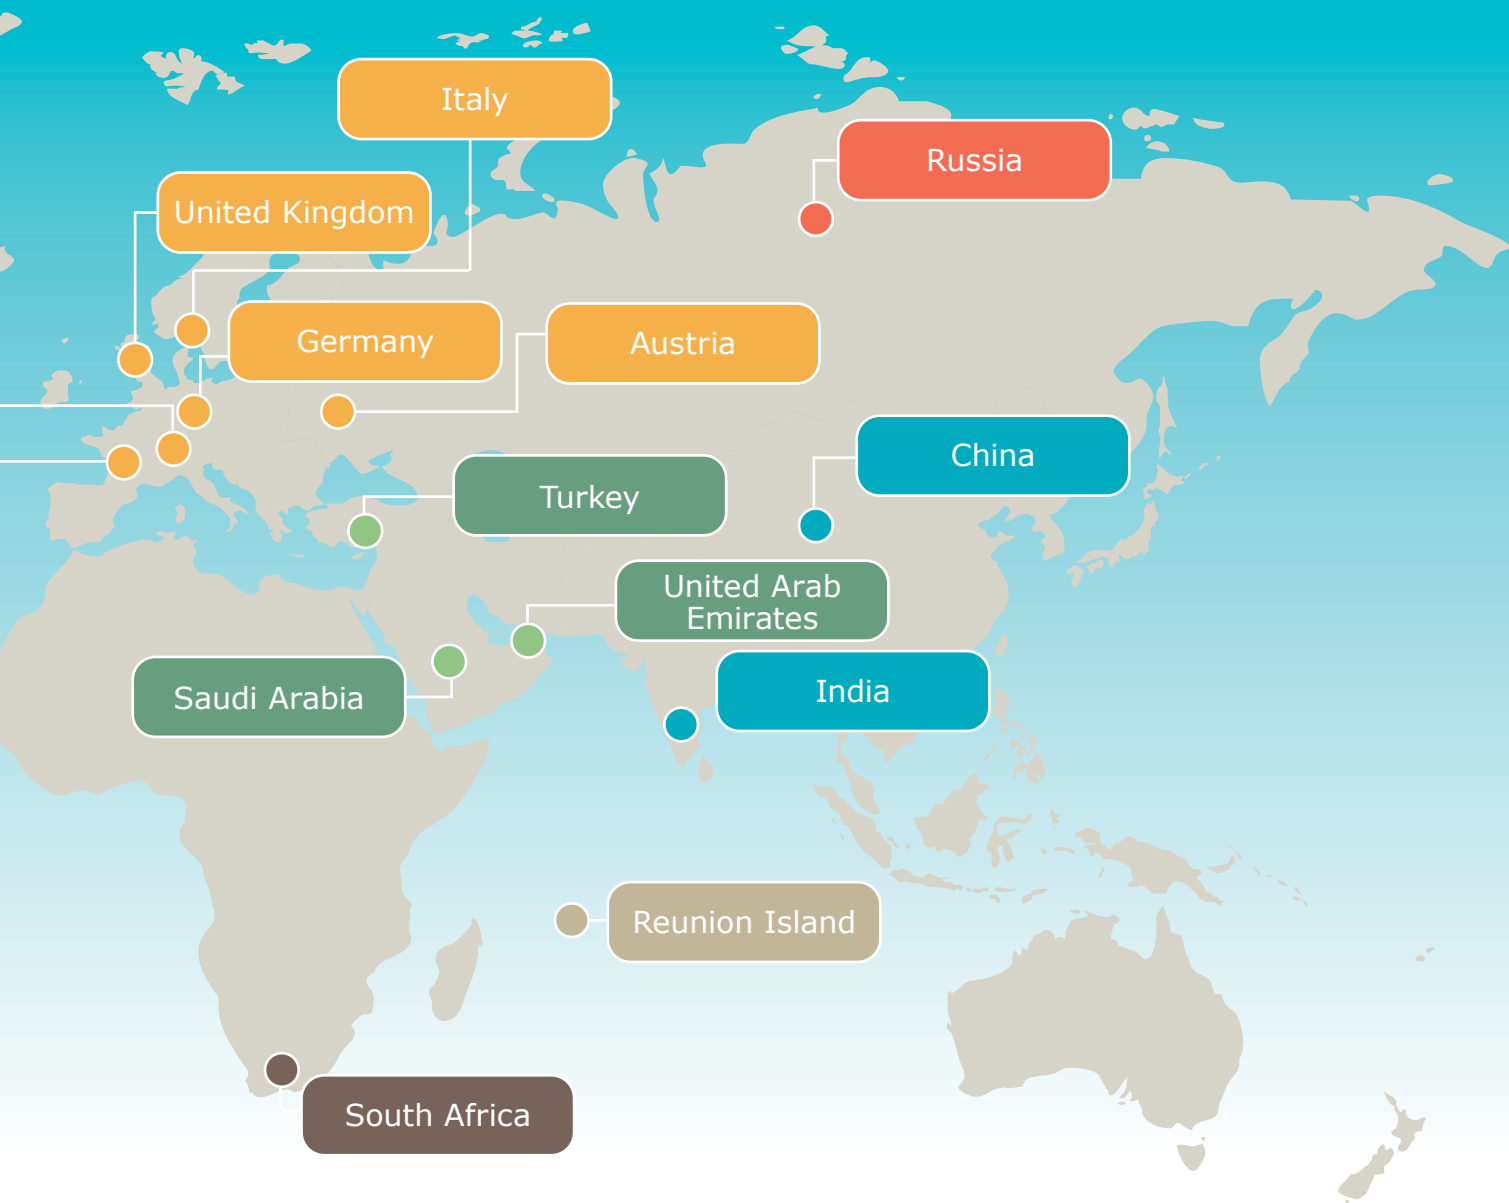 Italy
Russia
United Kingdom
Germany
Austria
China
Turkey
United Arab
Emirates
India
Saudi Arabia
Reunion Island
South Africa